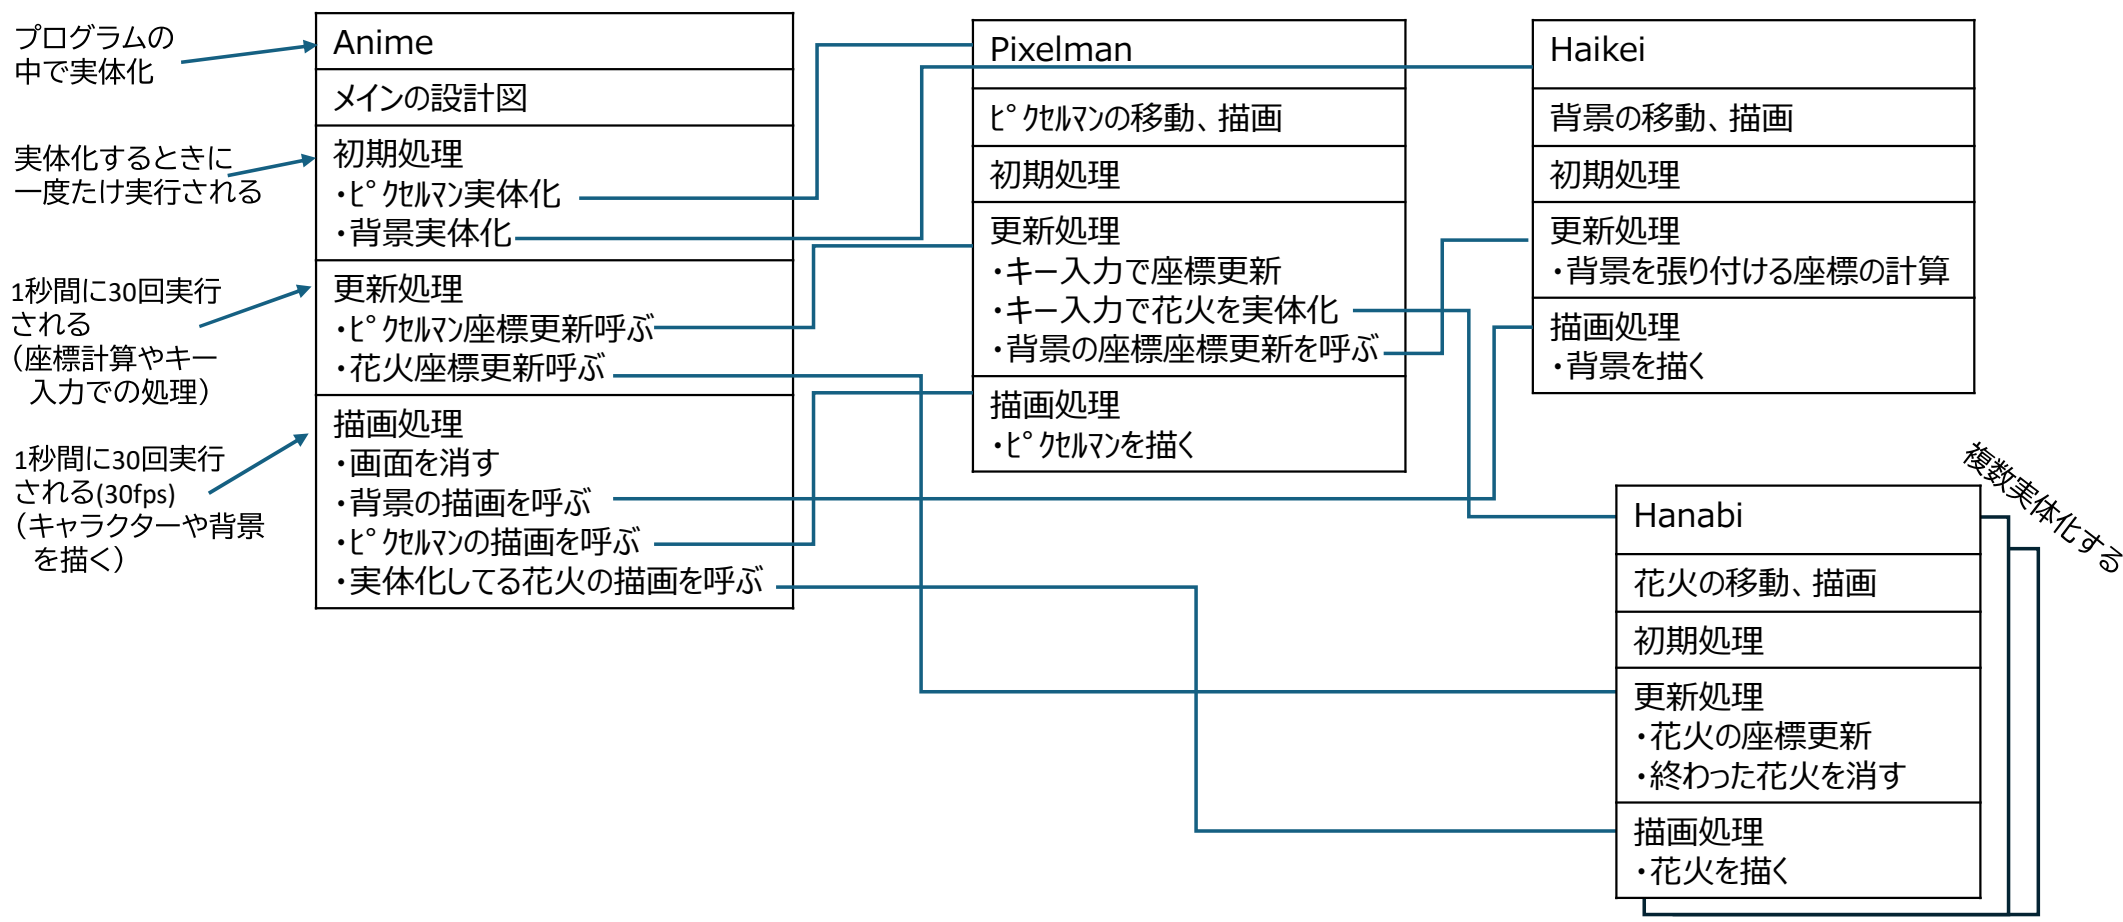 プログラムの
中で実体化
実体化するときに
一度たけ実行される
1秒間に30回実行
される
（座標計算やキー
入力での処理）
1秒間に30回実行
される(30fps)
（キャラクターや背景
を描く）
Anime
メインの設計図
初期処理
・ﾋﾟｸｾﾙﾏﾝ実体化
・背景実体化
更新処理
・ﾋﾟｸｾﾙﾏﾝ座標更新呼ぶ
・花火座標更新呼ぶ
描画処理
・画面を消す
・背景の描画を呼ぶ
・ﾋﾟｸｾﾙﾏﾝの描画を呼ぶ
・実体化してる花火の描画を呼ぶ
Pixelman
ﾋﾟｸｾﾙﾏﾝの移動、描画
初期処理
更新処理
・キー入力で座標更新
・キー入力で花火を実体化
・背景の座標座標更新を呼ぶ
描画処理
・ﾋﾟｸｾﾙﾏﾝを描く
Haikei
背景の移動、描画
初期処理
更新処理
・背景を張り付ける座標の計算
描画処理
・背景を描く
複数実体化する
Hanabi
花火の移動、描画
初期処理
更新処理
・花火の座標更新
・終わった花火を消す
描画処理
・花火を描く